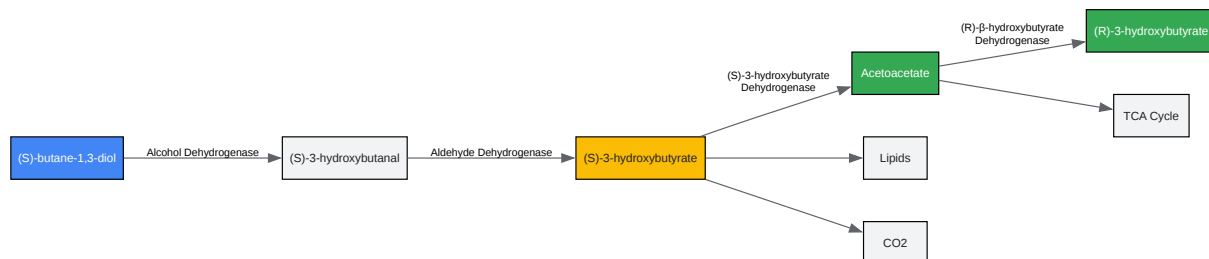 (S)-butane-1,3-diol
Alcohol Dehydrogenase
(S)-3-hydroxybutanal
Aldehyde Dehydrogenase
(S)-3-hydroxybutyrate
(S)-3-hydroxybutyrate
Dehydrogenase
Acetoacetate
(R)-β-hydroxybutyrate
Dehydrogenase
(R)-3-hydroxybutyrate
TCA Cycle
Lipids
CO2